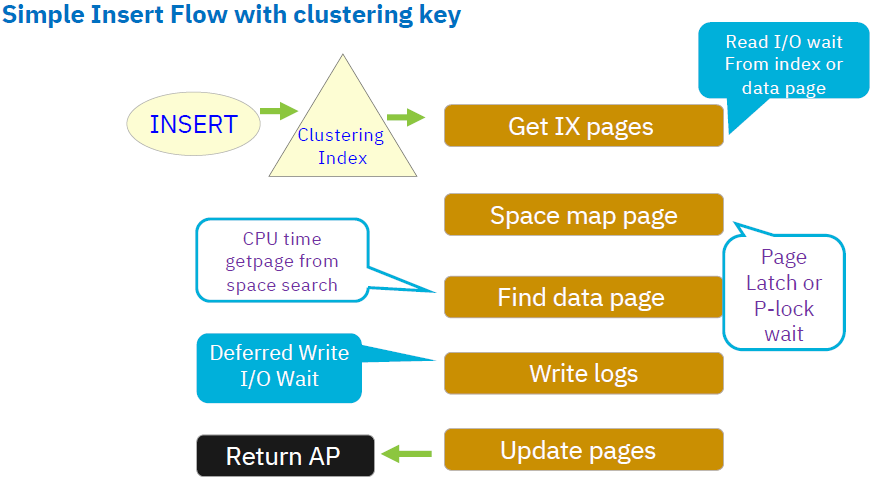 Simple Insert Flow with clustering key
Read I/O wait
From index or
data page
INSERT
Clustering
Index
Get IX pages
Space map page
CPU time
getpage from
space search
Page
Latch or
P-lock
wait
Find data page
Deferred Write
I/O Wait
Write logs
Return AP
Update pages